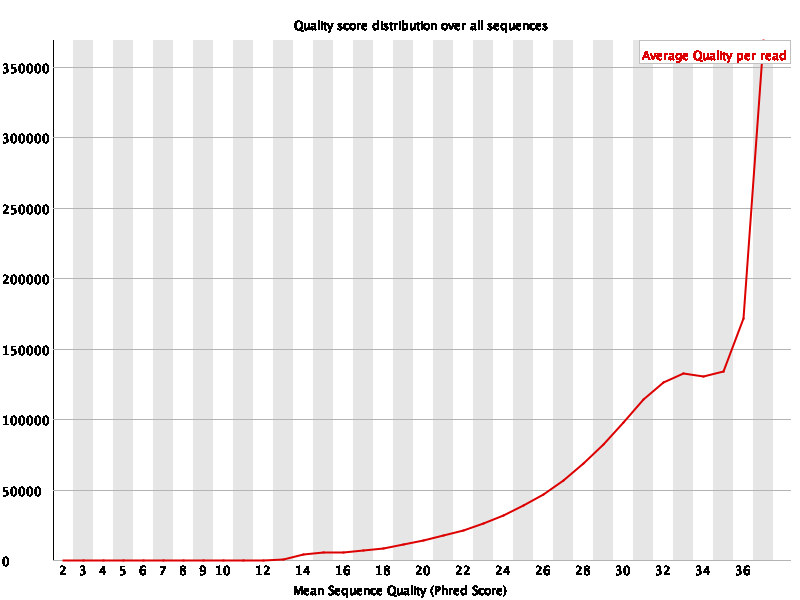 Quality score distribution over all sequences
Average Quality per read
350000
300000
250000
200000
150000
100000
50000
0
2 3 4 5 6 7 8 9 10 12 14 16 18 20 22 24 26 28 30 32 34 36
Mean Sequence Quality (Phred Score)